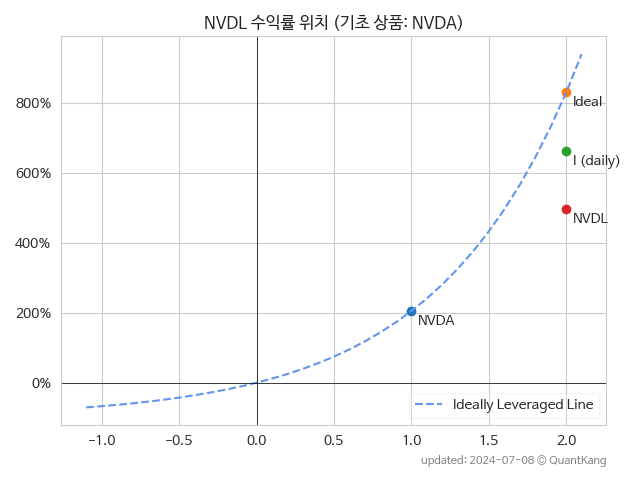 NVDL 수익률 위치 (기초 상품: NVDA)
800%
600%
400%
200%
0%
Ideal
I (daily)
NVDL
NVDA
Ideally Leveraged Line
−1.0
−0.5
0.0
0.5
1.0
1.5
2.0
updated: 2024-07-08 © QuantKang